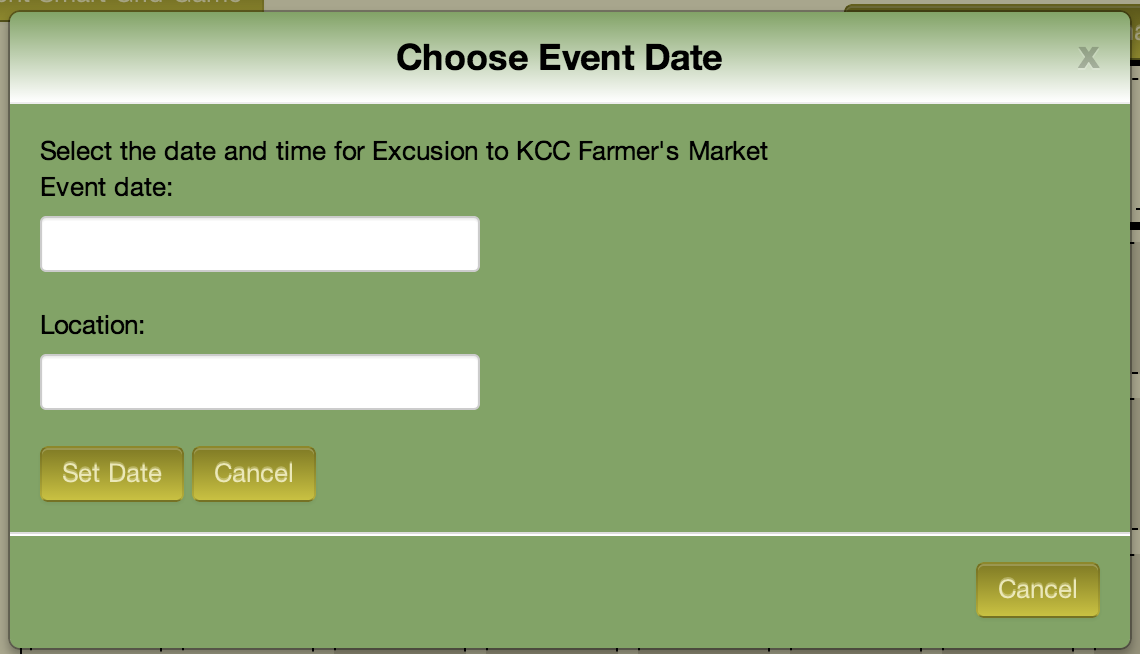 Choose Event Date
x
Select the date and time for Excusion to KCC Farmer's Market
Event date:
Location:
Set Date
Cancel
Cancel